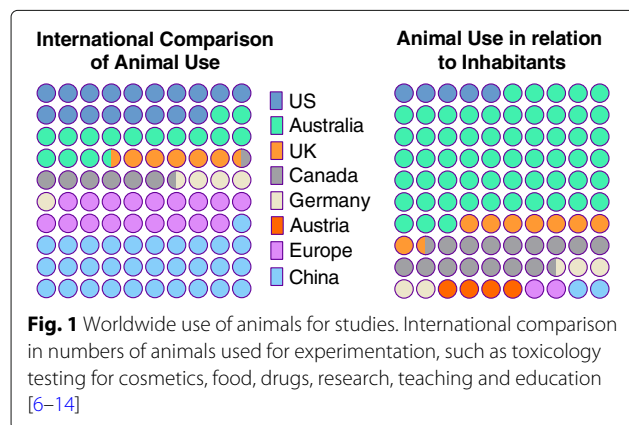 International Comparison
of Animal Use
Animal Use in relation
to Inhabitants
US
Australia
UK
Canada
Germany
Austria
Europe
China
Fig. 1 Worldwide use of animals for studies. International comparison
in numbers of animals used for experimentation, such as toxicology
testing for cosmetics, food, drugs, research, teaching and education
[6–14]